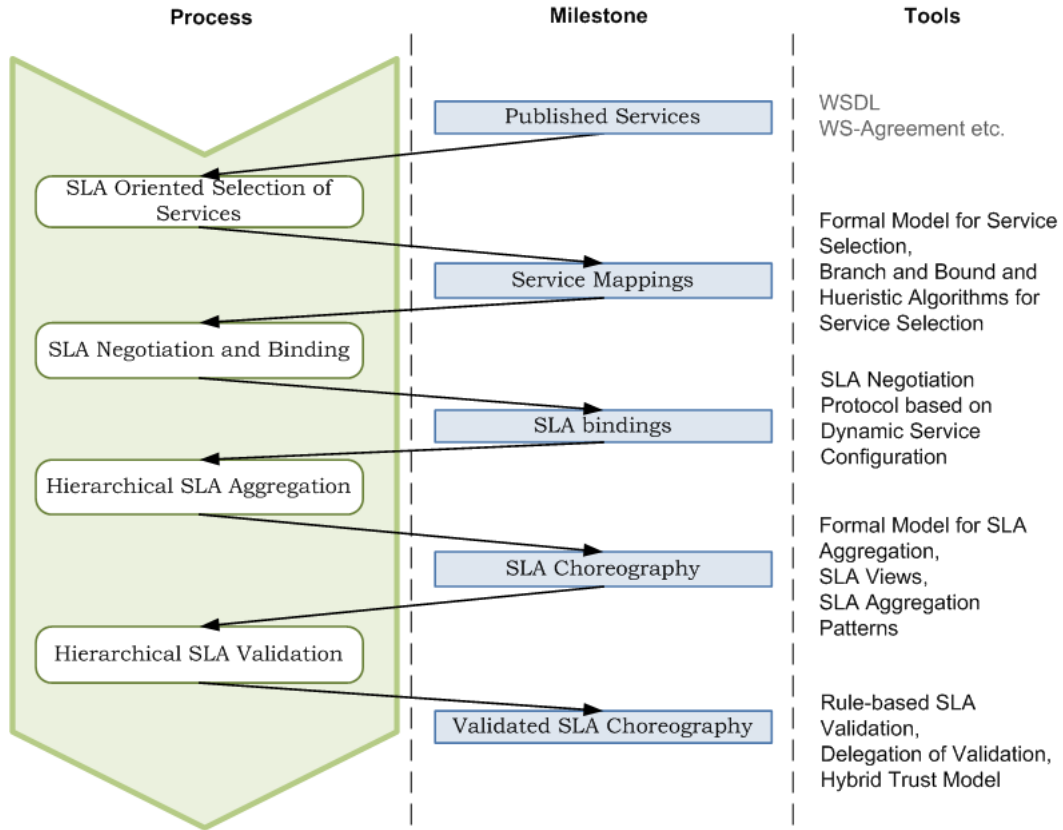 Process
Milestone
Tools
Published Services
WSDL
WS-Agreement etc.
SLA Oriented Selection of
Services
Service Mappings
Formal Model for Service
Selection,
Branch and Bound and
Hueristic Algorithms for
Service Selection
SLA Negotiation and Binding
SLA bindings
SLA Negotiation
Protocol based on
Dynamic Service
Configuration
Hierarchical SLA Aggregation
SLA Choreography
Formal Model for SLA
Aggregation,
SLA Views,
SLA Aggregation
Patterns
Hierarchical SLA Validation
Validated SLA Choreography
Rule-based SLA
Validation,
Delegation of Validation,
Hybrid Trust Model